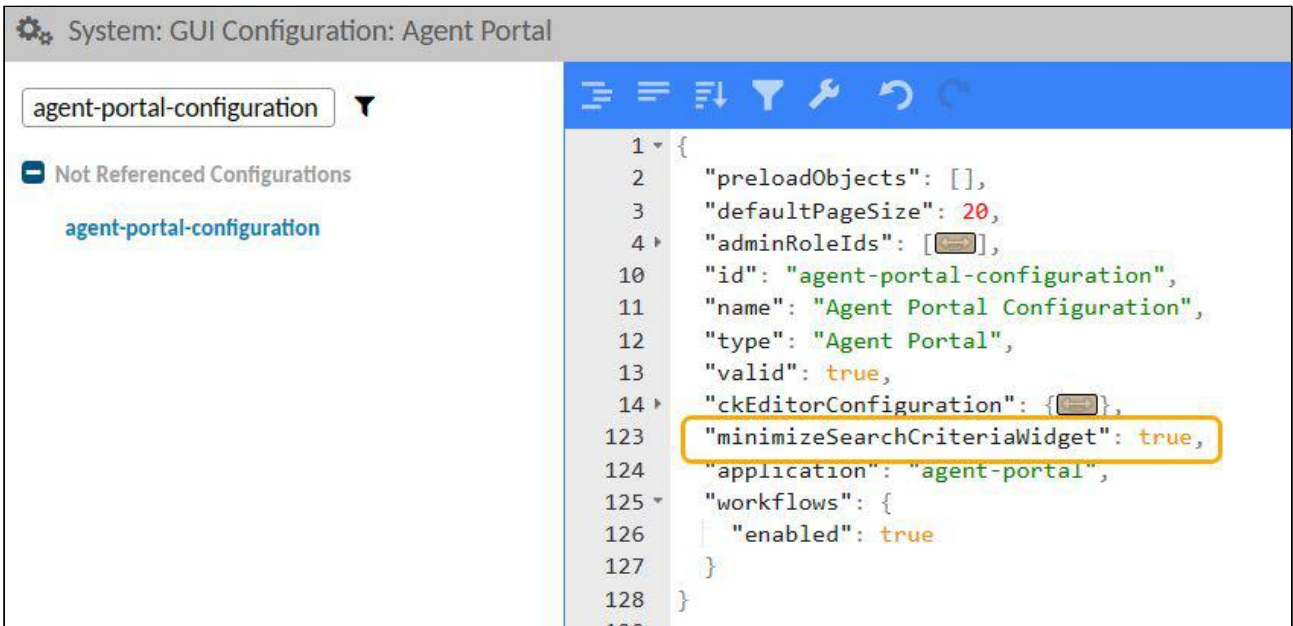 System: GUI Configuration: Agent Portal
agent-portal-configuration
Not Referenced Configurations
agent-portal-configuration
1 {
2 "preloadObjects": [],
3 "defaultPageSize": 20,
4 "adminRoleIds": [],
10 "id": "agent-portal-configuration",
11 "name": "Agent Portal Configuration",
12 "type": "Agent Portal",
13 "valid": true,
14 "ckEditorConfiguration": {},
123 "minimizeSearchCriteriaWidget": true,
124 "application": "agent-portal",
125 "workflows": {
126 "enabled": true
127 }
128 }